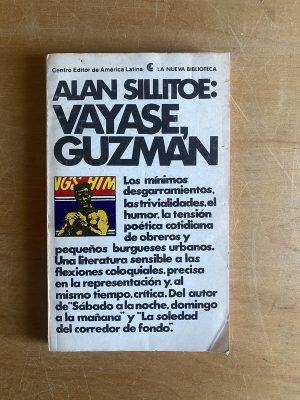 Centro Editor de América Latina LA NUEVA BIBLIOTECA
ALAN SILLITOE:
VAYASE,
GUZMAN
NGS HIM
Los mínimos
desgarramientos,
las trivialidades, el
humor, la tensión
poética cotidiana
de obreros y
pequeños burgueses urbanos.
Una literatura sensible a las
flexiones coloquiales, precisa
en la representación y, al
mismo tiempo, crítica. Del autor
de "Sábado a la noche, domingo
a la mañana" y "La soledad
del corredor de fondo".